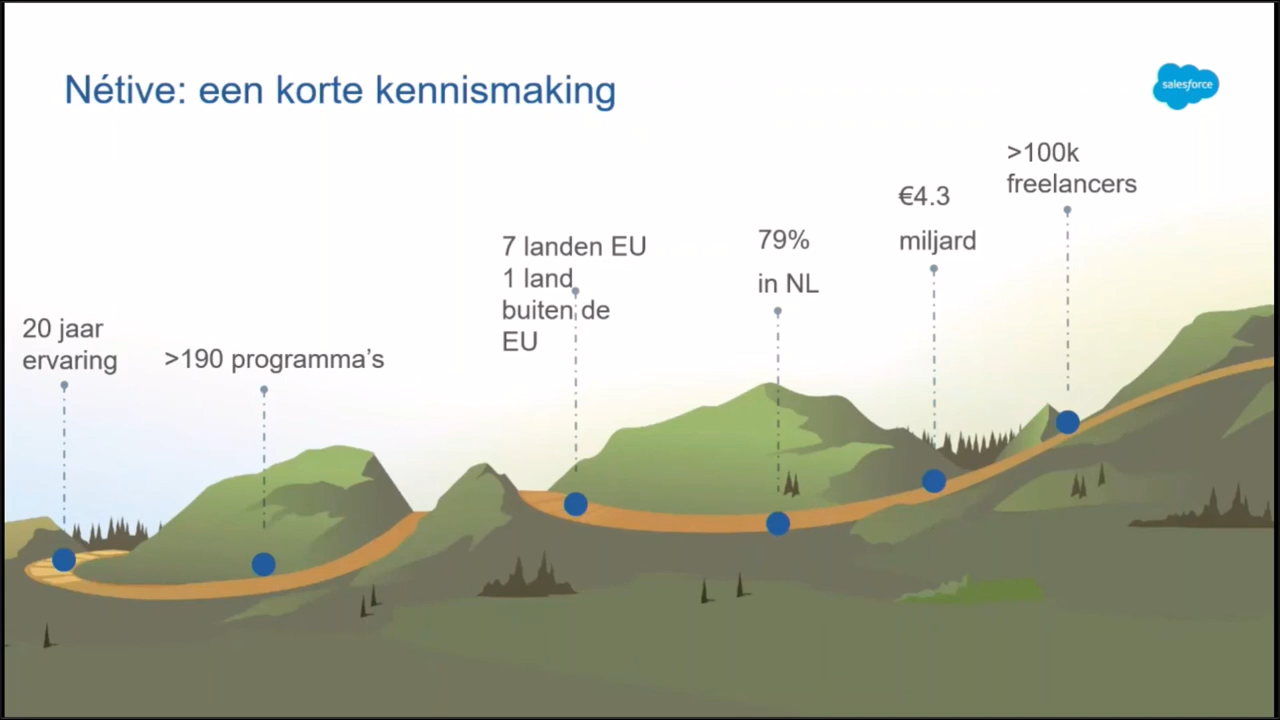 Nétive: een korte kennismaking
salesforce
20 jaar
ervaring
>190 programma's
7 landen EU
1 land
buiten de
EU
79%
in NL
€4.3
miljard
>100k
freelancers